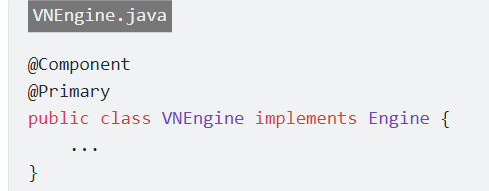 VNEngine.java
@Component
@Primary
public class VNEngine implements Engine {
    ...
}